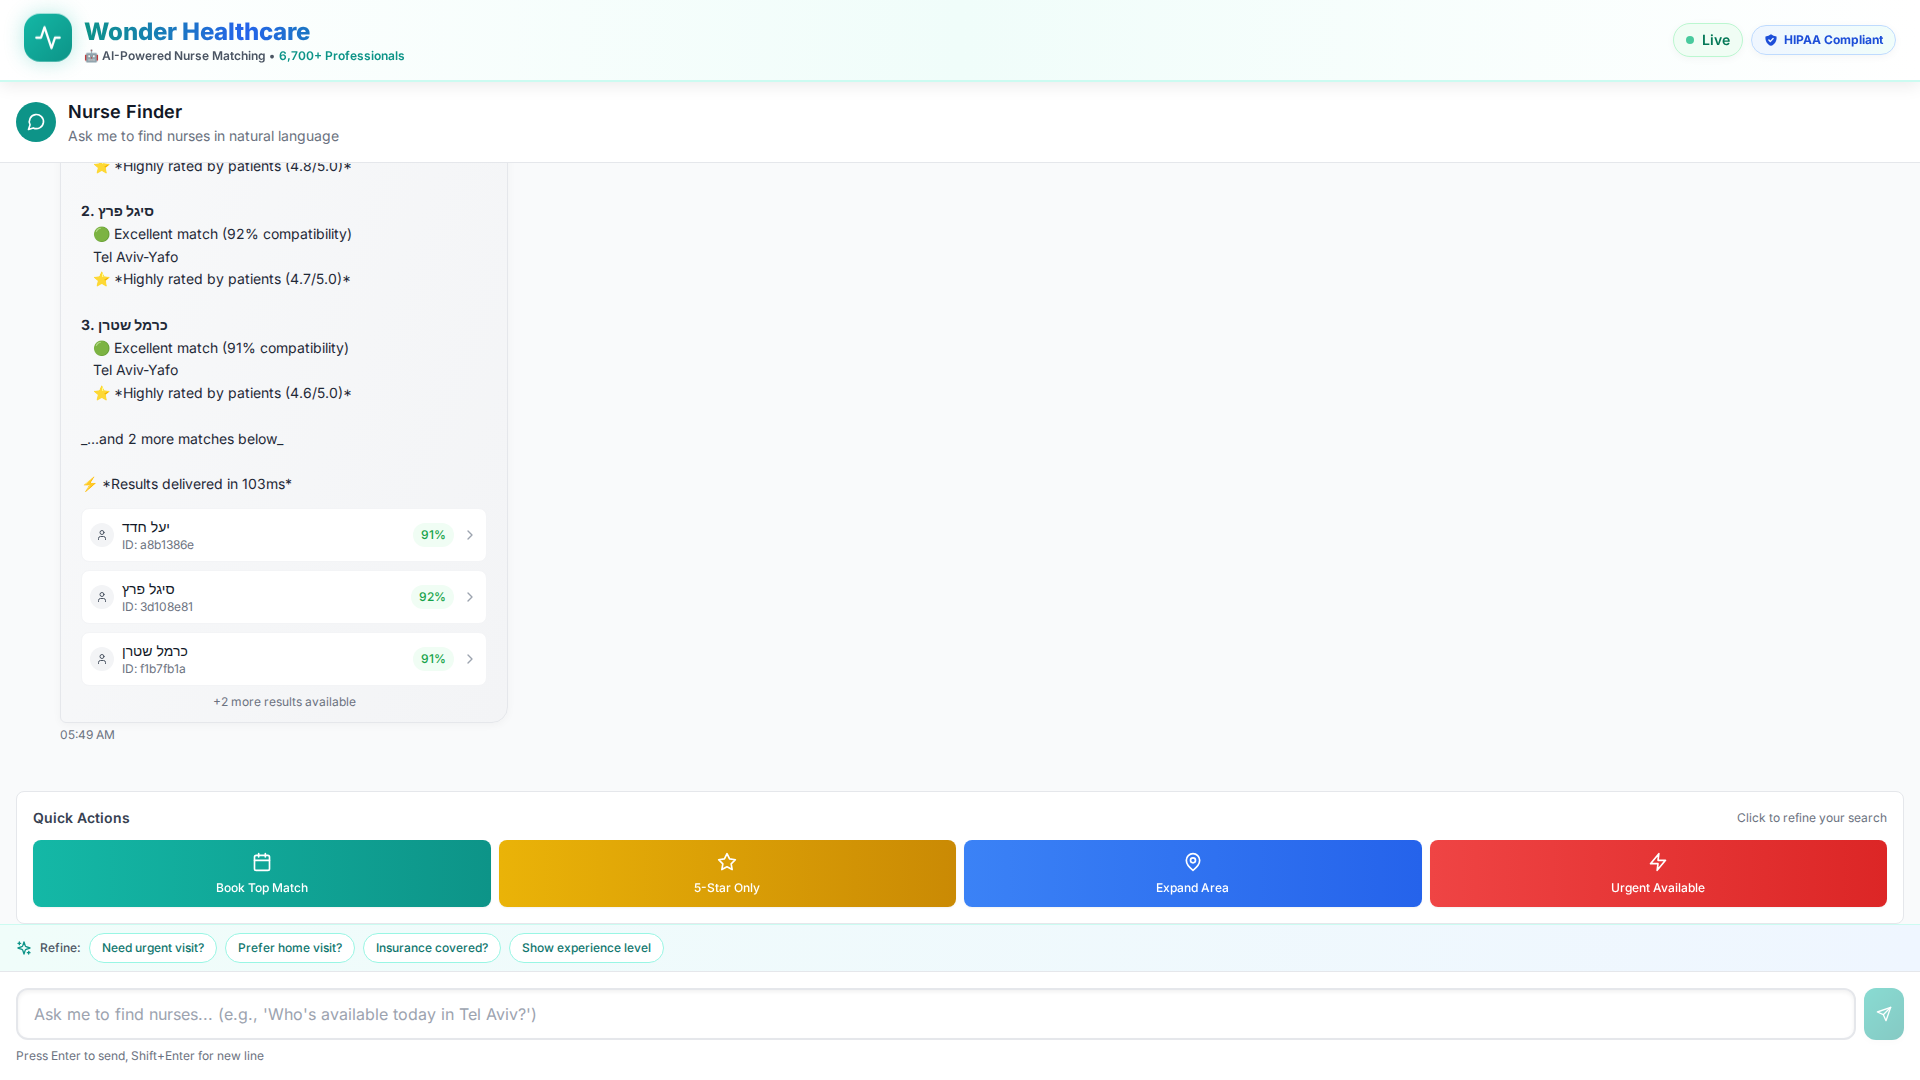 Wonder Healthcare
🤖 AI-Powered Nurse Matching • 6,700+ Professionals
Live
HIPAA Compliant
Nurse Finder
Ask me to find nurses in natural language
⭐ *Highly rated by patients (4.8/5.0)*
2. סיגל פרץ
🟢 Excellent match (92% compatibility)
Tel Aviv-Yafo
⭐ *Highly rated by patients (4.7/5.0)*
3. כרמל שטרן
🟢 Excellent match (91% compatibility)
Tel Aviv-Yafo
⭐ *Highly rated by patients (4.6/5.0)*
_...and 2 more matches below_
⚡ *Results delivered in 103ms*
יעל חדד
ID: a8b1386e
91%
סיגל פרץ
ID: 3d108e81
92%
כרמל שטרן
ID: f1b7fb1a
91%
+2 more results available
05:49 AM
Quick Actions
Click to refine your search
Book Top Match
5-Star Only
Expand Area
Urgent Available
Refine:
Need urgent visit?
Prefer home visit?
Insurance covered?
Show experience level
Ask me to find nurses... (e.g., 'Who's available today in Tel Aviv?')
Press Enter to send, Shift+Enter for new line